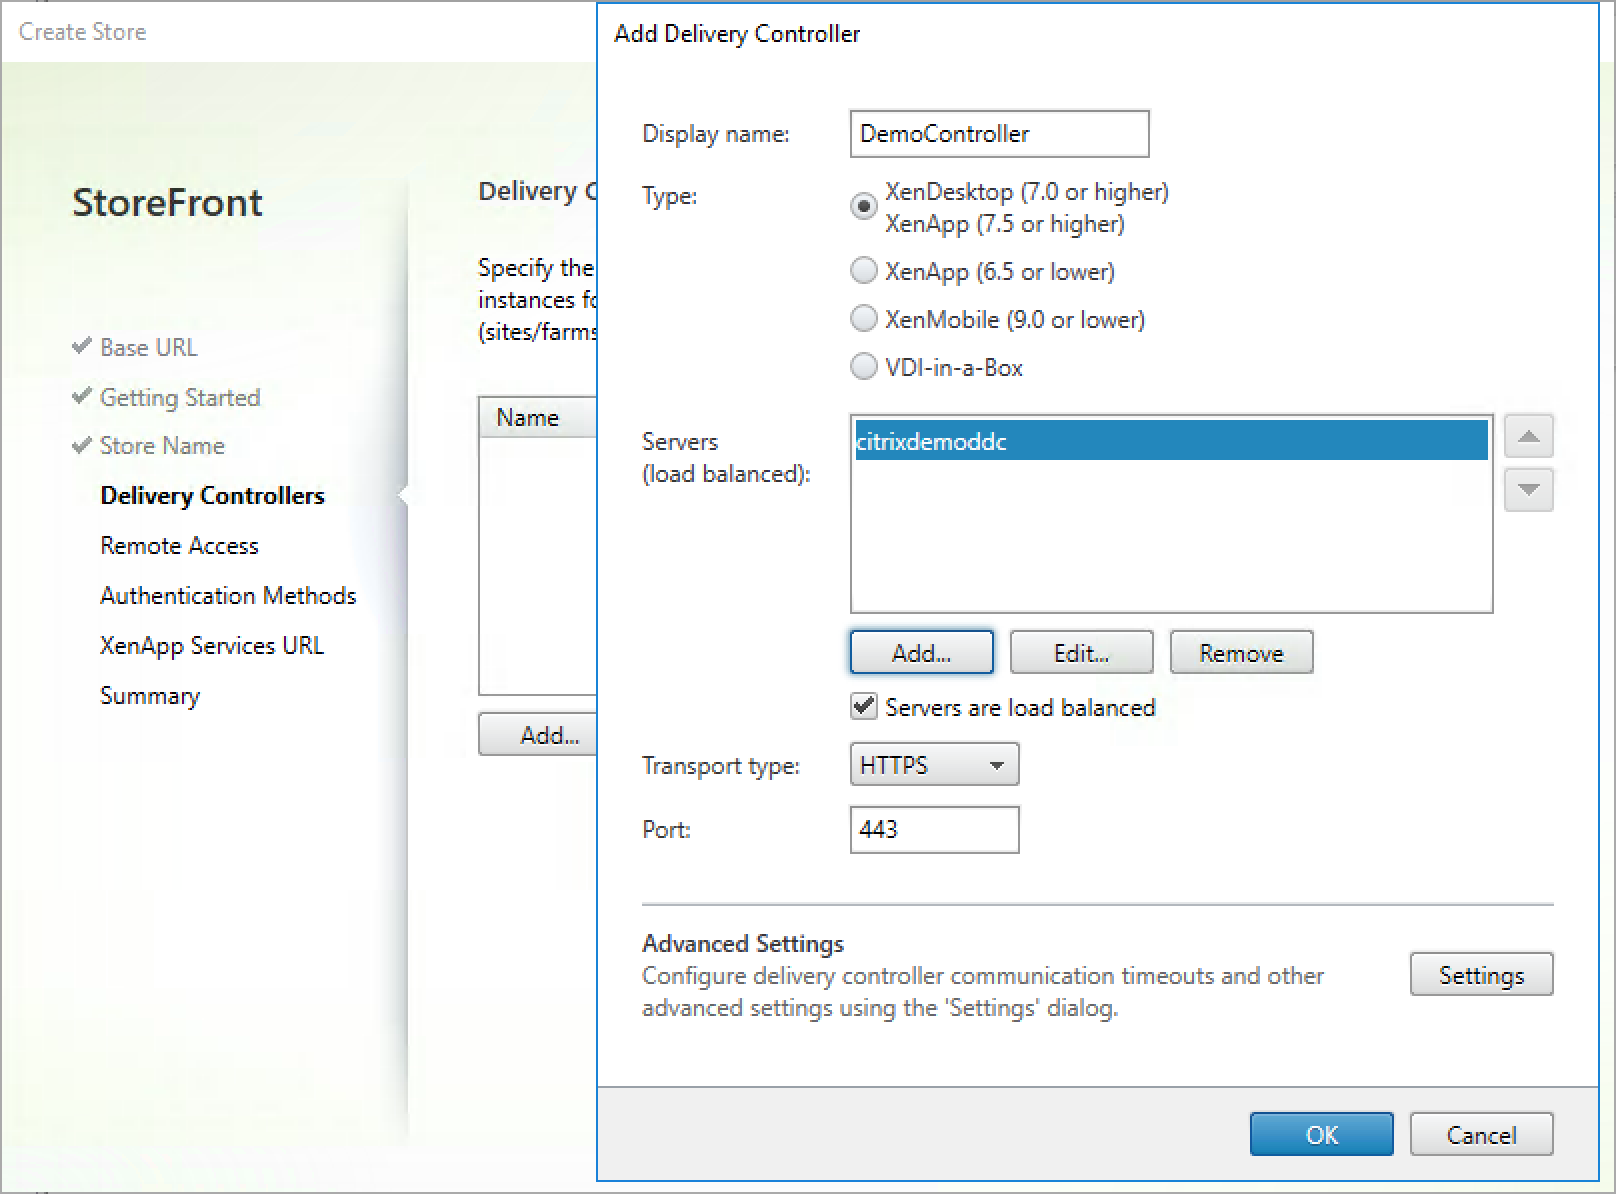 Create Store
StoreFront
Base URL
Getting Started
Store Name
Delivery Controllers
Remote Access
Authentication Methods
XenApp Services URL
Summary
Delivery
Specify the
instances
(sites/farms
Name
Add...
Add Delivery Controller
Display name:
DemoController
Type:
XenDesktop (7.0 or higher)
XenApp (7.5 or higher)
XenApp (6.5 or lower)
XenMobile (9.0 or lower)
VDI-in-a-Box
Servers
(load balanced):
citrixdemoddc
Add...
Edit...
Remove
Servers are load balanced
Transport type:
HTTPS
Port:
443
Advanced Settings
Configure delivery controller communication timeouts and other
advanced settings using the 'Settings' dialog.
Settings
OK
Cancel